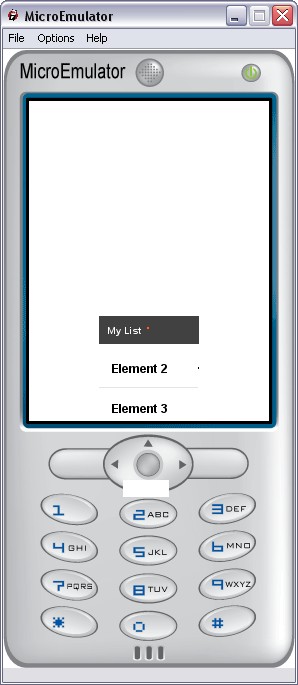 MicroEmulator
File Options Help
MicroEmulator
My List
Element 2
Element 3
1
2 ABC
3 DEF
4 GHI
5 JKL
6 MNO
7 PQRS
8 TUV
9 WXYZ
*
0
#